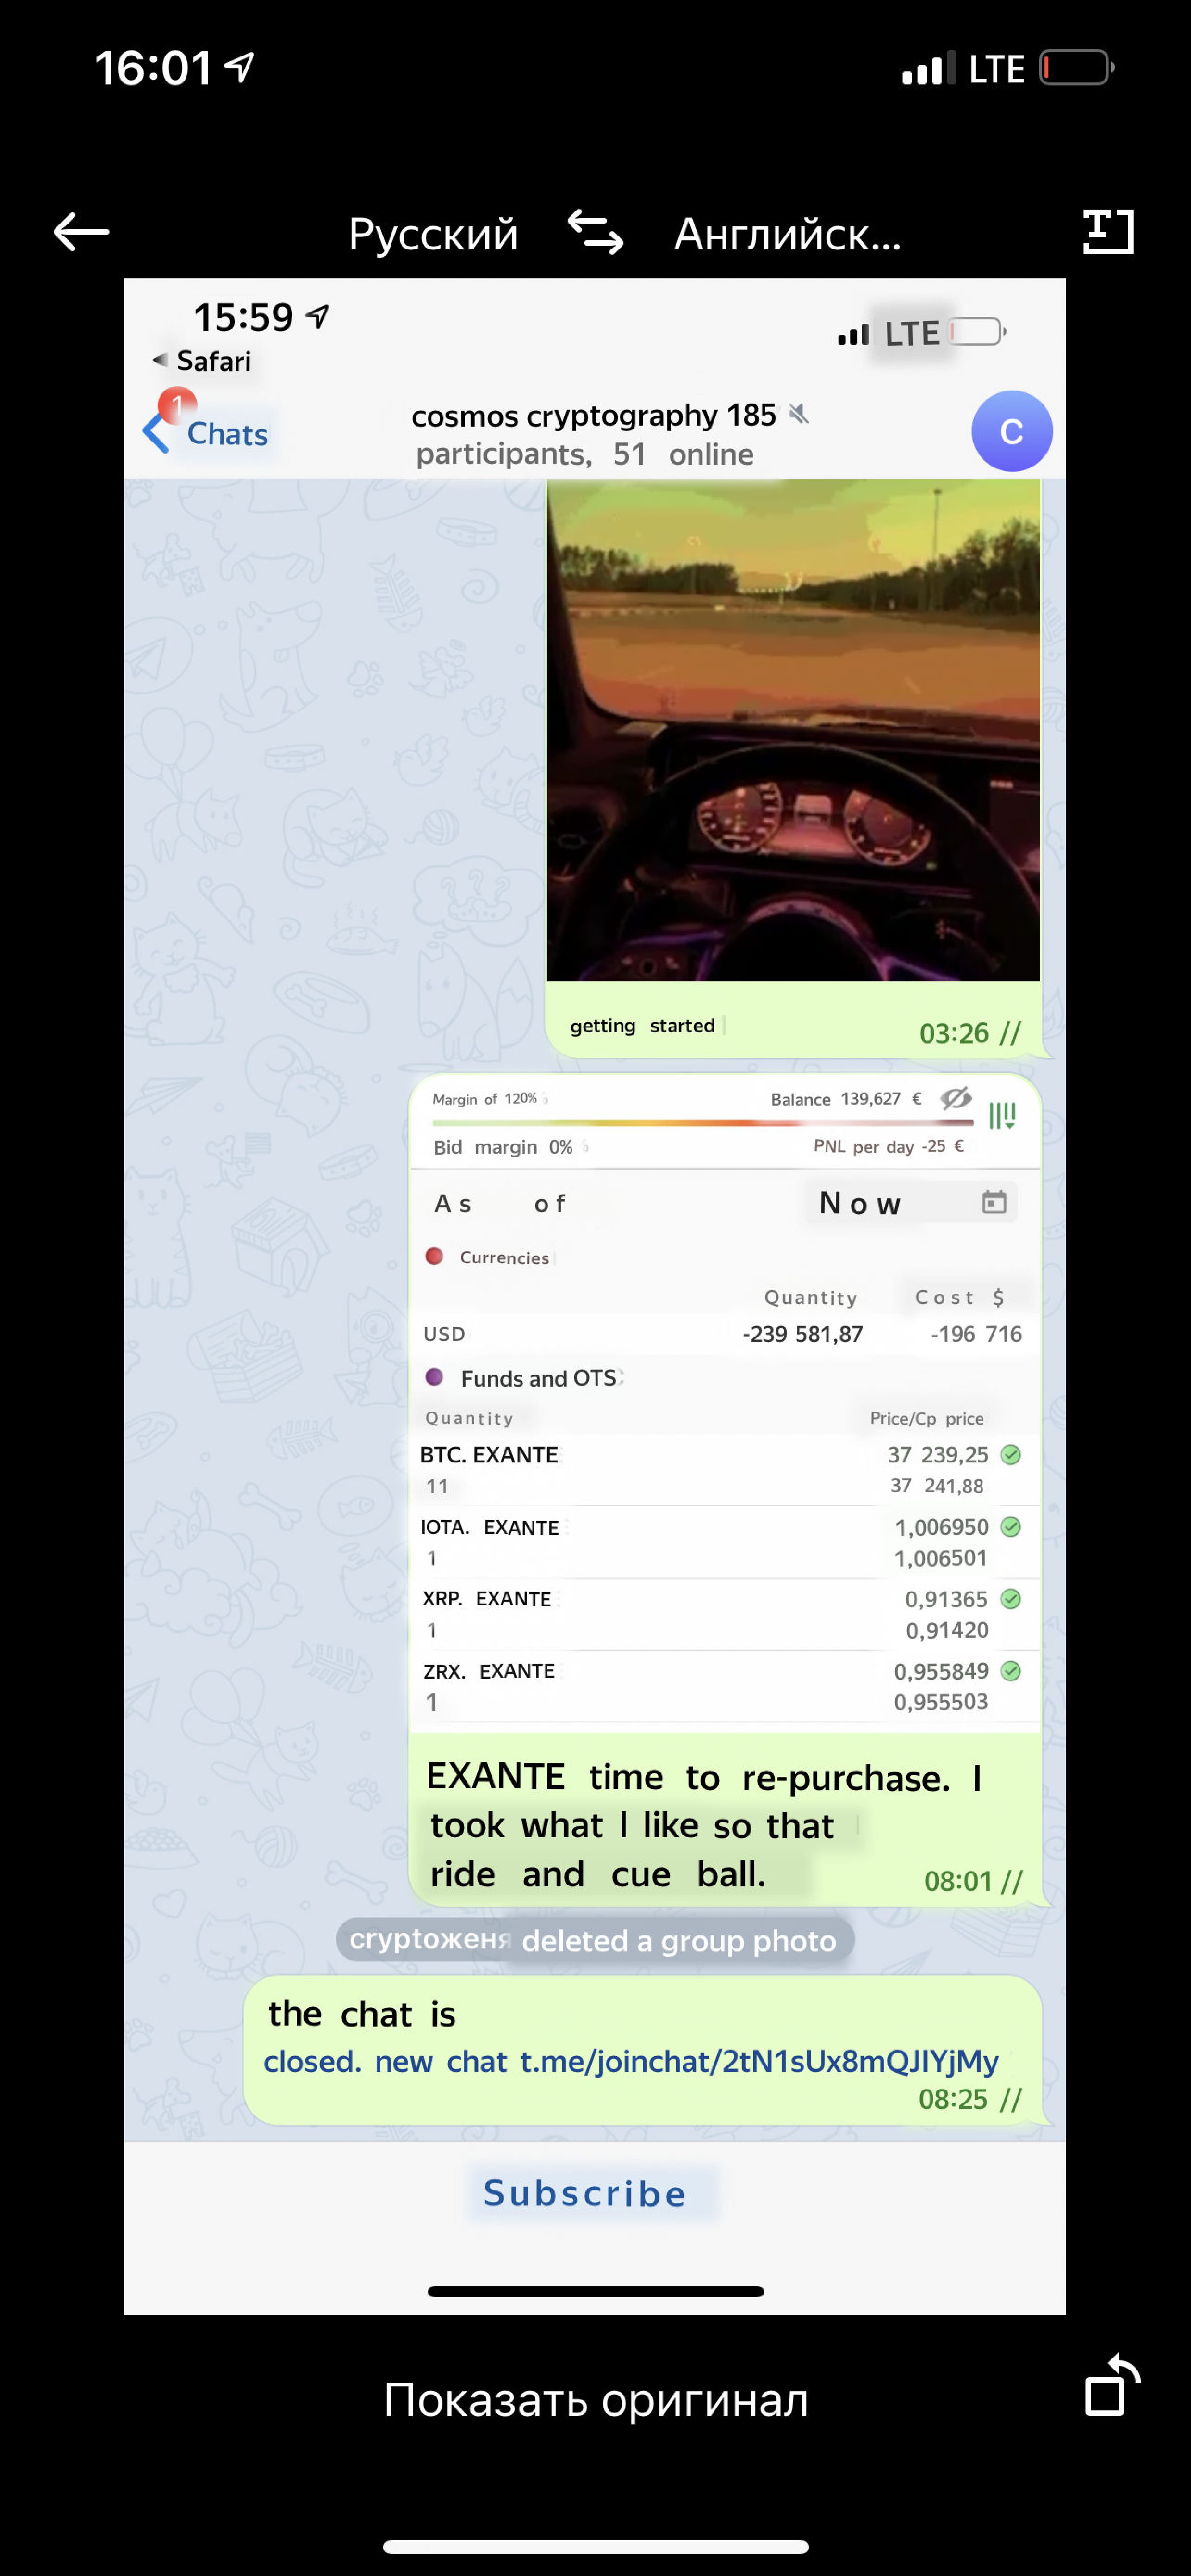 16:01
LTE
Русский
Английск...
15:59
LTE
Safari
1
Chats
cosmos cryptography 185
participants, 51 online
C
getting started
03:26
Margin of 120%
Balance 139,627 €
Bid margin 0%
PNL per day -25 €
As of
Now
Currencies
Quantity
Cost $
USD
-239 581,87
-196 716
Funds and OTS
Quantity
Price/Cp price
BTC. EXANTE
37 239,25
11
37 241,88
IOTA. EXANTE
1,006950
1
1,006501
XRP. EXANTE
0,91365
1
0,91420
ZRX. EXANTE
0,955849
1
0,955503
EXANTE time to re-purchase. I
took what I like so that
ride and cue ball.
08:01
cryptoженя deleted a group photo
the chat is
closed. new chat t.me/joinchat/2tN1sUx8mQJIYjMy
08:25
Subscribe
Показать оригинал